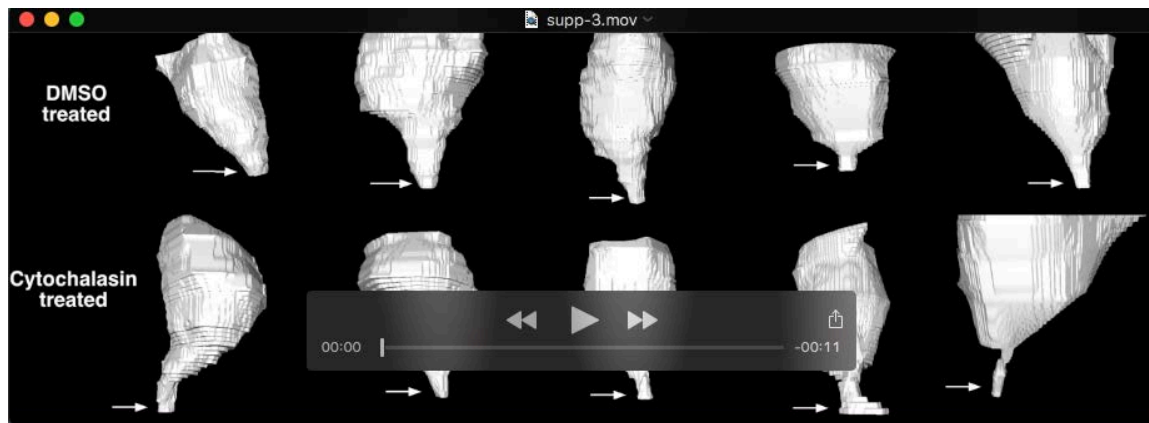 supp-3.mov
DMSO
treated
Cytochalasin
treated
00:00
-00:11